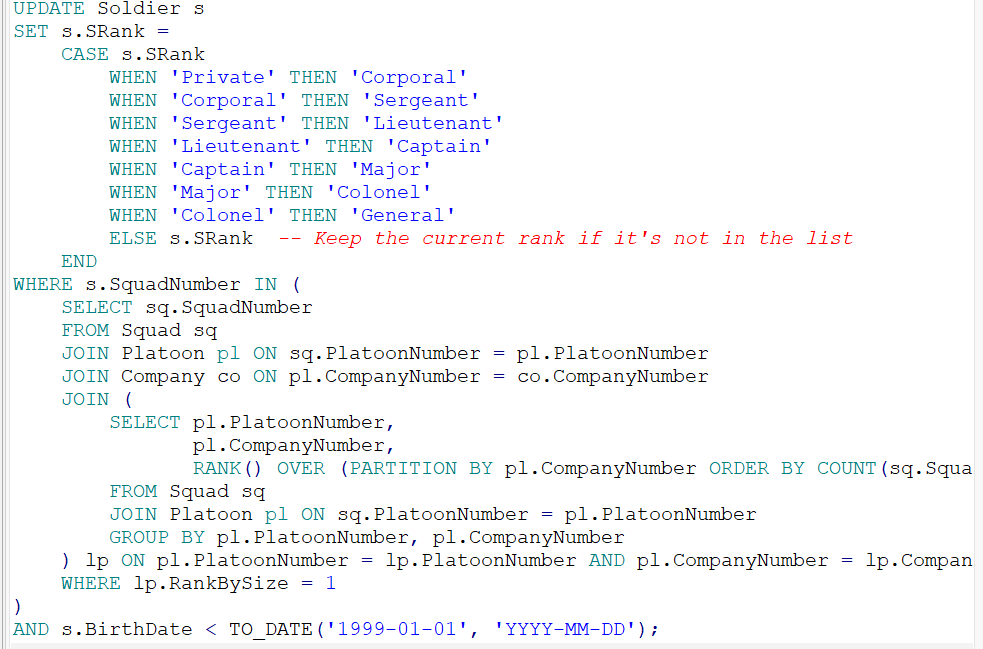 UPDATE Soldier s
SET s.SRank =
    CASE s.SRank
        WHEN 'Private' THEN 'Corporal'
        WHEN 'Corporal' THEN 'Sergeant'
        WHEN 'Sergeant' THEN 'Lieutenant'
        WHEN 'Lieutenant' THEN 'Captain'
        WHEN 'Captain' THEN 'Major'
        WHEN 'Major' THEN 'Colonel'
        WHEN 'Colonel' THEN 'General'
        ELSE s.SRank  -- Keep the current rank if it's not in the list
    END
WHERE s.SquadNumber IN (
    SELECT sq.SquadNumber
    FROM Squad sq
    JOIN Platoon pl ON sq.PlatoonNumber = pl.PlatoonNumber
    JOIN Company co ON pl.CompanyNumber = co.CompanyNumber
    JOIN (
        SELECT pl.PlatoonNumber,
               pl.CompanyNumber,
               RANK() OVER (PARTITION BY pl.CompanyNumber ORDER BY COUNT(sq.Squa
        FROM Squad sq
        JOIN Platoon pl ON sq.PlatoonNumber = pl.PlatoonNumber
        GROUP BY pl.PlatoonNumber, pl.CompanyNumber
    ) lp ON pl.PlatoonNumber = lp.PlatoonNumber AND pl.CompanyNumber = lp.Compan
    WHERE lp.RankBySize = 1
)
AND s.BirthDate < TO_DATE('1999-01-01', 'YYYY-MM-DD');